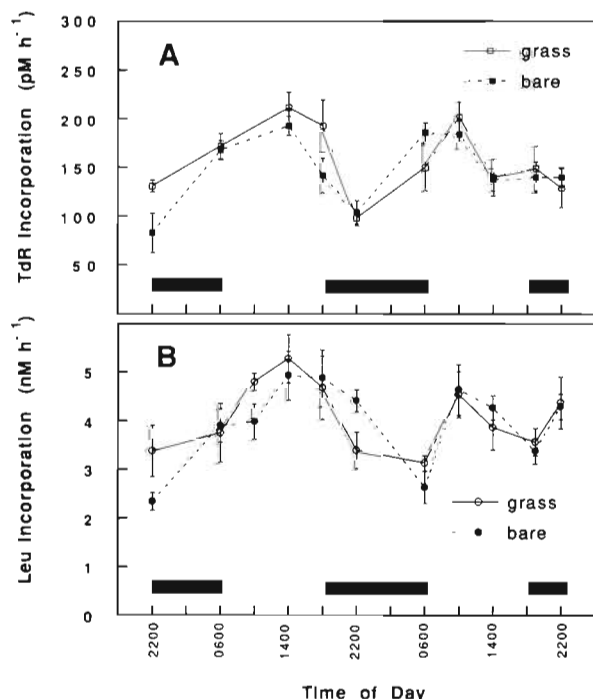 TdR Incorporation (pM h⁻¹)
300
250
200
150
100
50
A
grass
bare
Leu Incorporation (nM h⁻¹)
5
4
3
2
1
0
B
grass
bare
2200
0600
1400
2200
0600
1400
2200
Time of Day